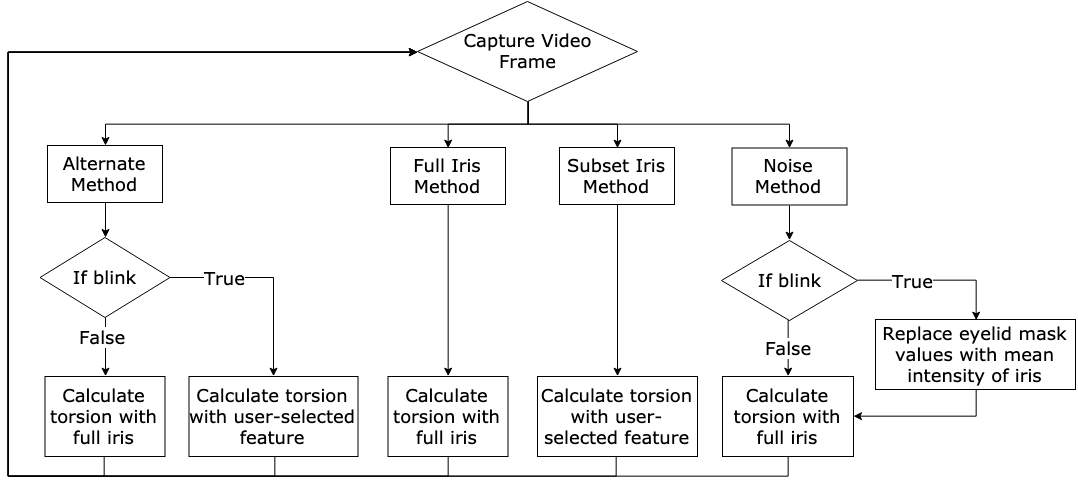 Capture Video
Frame
Alternate
Method
Full Iris
Method
Subset Iris
Method
Noise
Method
If blink
True
False
If blink
True
False
Replace eyelid mask
values with mean
intensity of iris
Calculate
torsion with
full iris
Calculate torsion
with user-selected
feature
Calculate
torsion with
full iris
Calculate torsion
with user-
selected feature
Calculate
torsion with
full iris